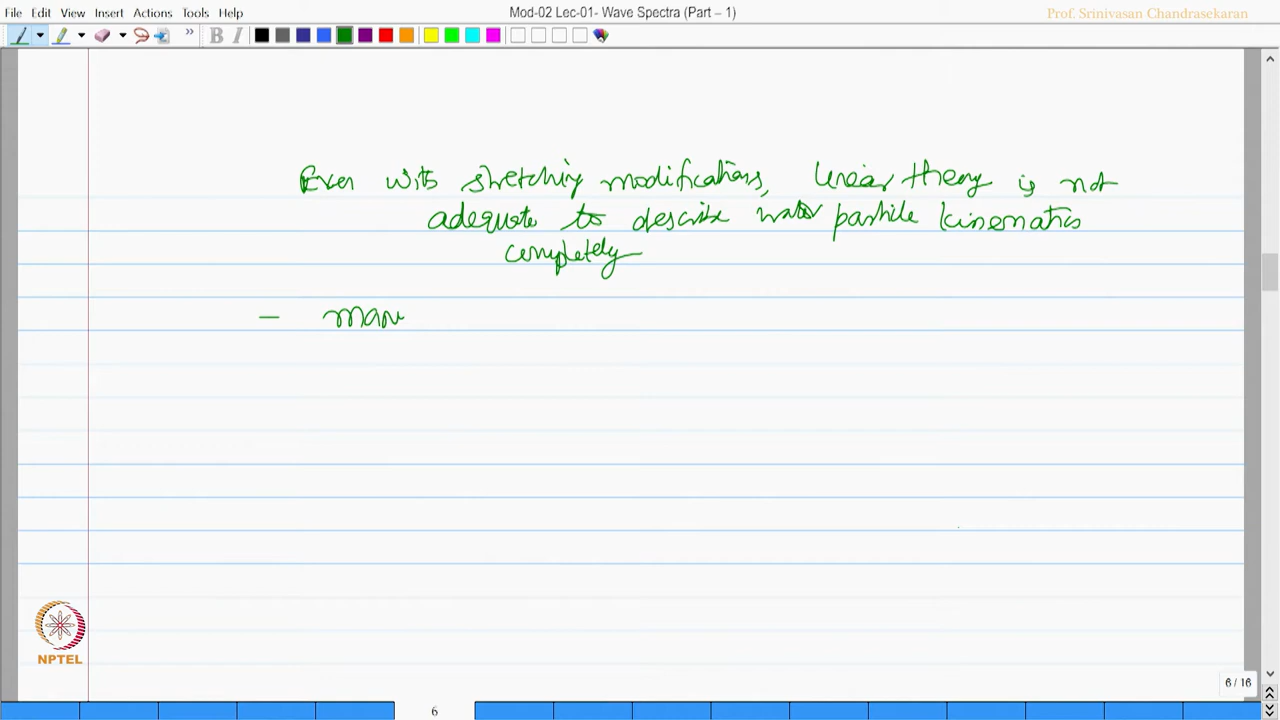 File Edit View Insert Actions Tools Help
Mod-02 Lec-01- Wave Spectra (Part – 1)
Prof. Srinivasan Chandrasekaran
B I
Even with stretching modifications, linear theory is not
adequate to describe water particle kinematics
completely
– man
NPTEL
6 / 16
6